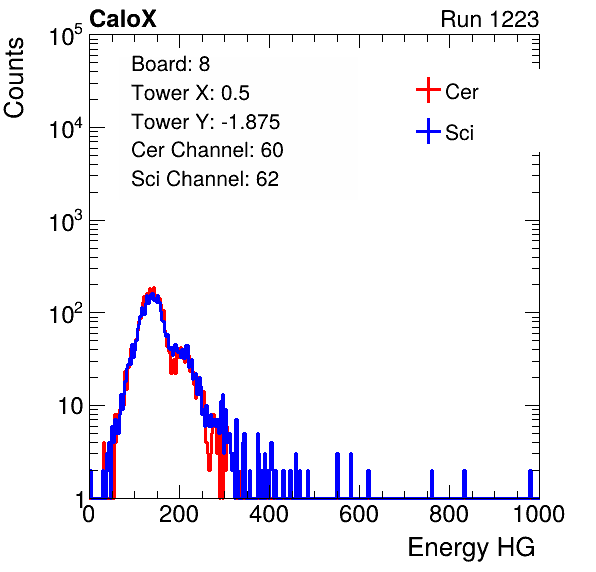 CaloX Run 1223
Counts
10^5
10^4
10^3
10^2
10
1
Board: 8
Tower X: 0.5
Tower Y: -1.875
Cer Channel: 60
Sci Channel: 62
Cer
Sci
0 200 400 600 800 1000
Energy HG